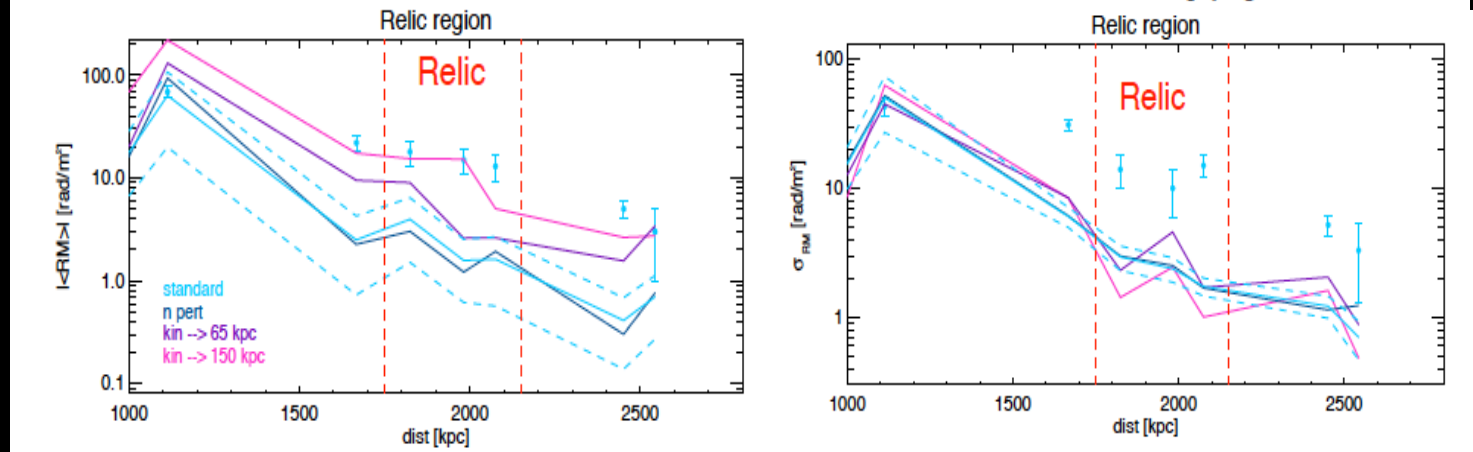 Relic region
100.0
10.0
1.0
0.1
I<RM>I [rad/m²]
Relic
standard
n pert
kin --> 65 kpc
kin --> 150 kpc
1000 1500 2000 2500
dist [kpc]
Relic region
100
10
1
σ RM [rad/m²]
Relic
1000 1500 2000 2500
dist [kpc]